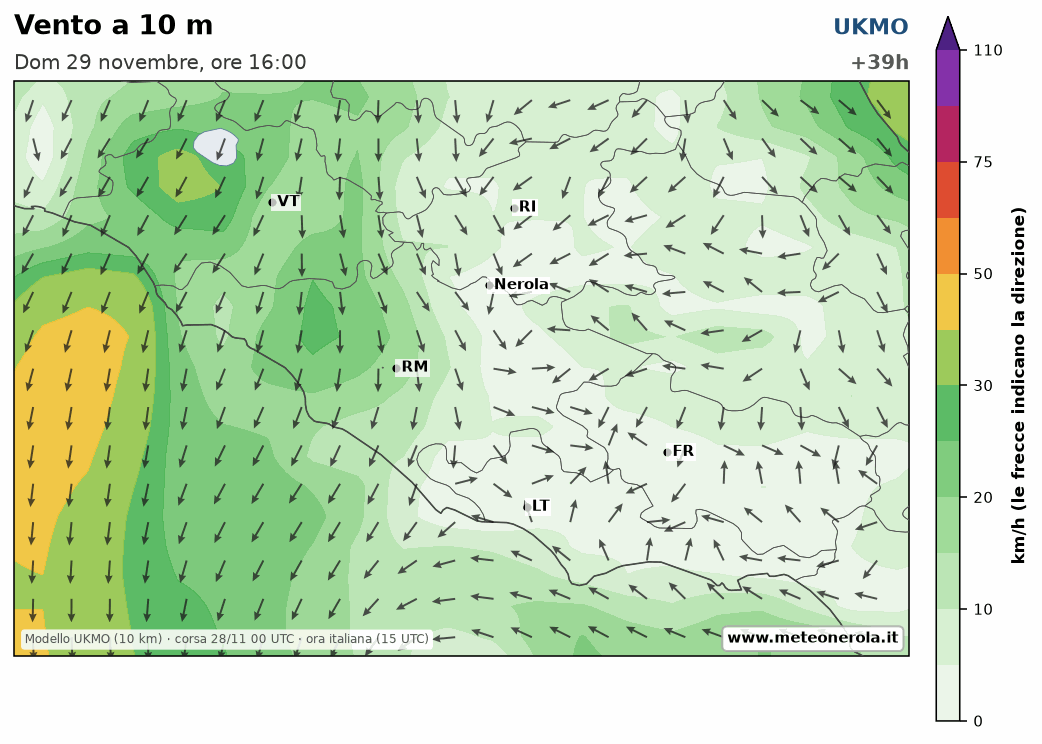 Vento a 10 m
UKMO
Dom 29 novembre, ore 16:00
+39h
VT
RI
Nerola
RM
FR
LT
Modello UKMO (10 km) · corsa 28/11 00 UTC · ora italiana (15 UTC)
www.meteonerola.it
110
75
50
30
20
10
0
km/h (le frecce indicano la direzione)